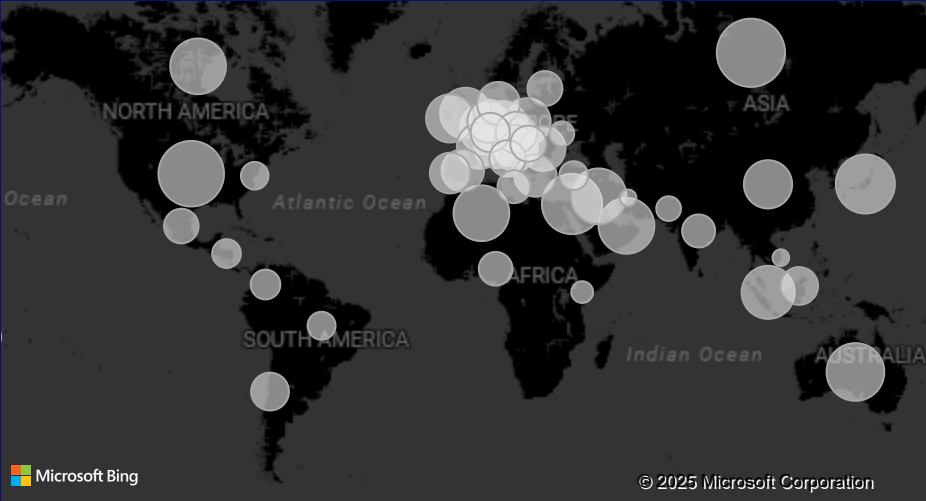 NORTH AMERICA
ASIA
Ocean
Atlantic Ocean
AFRICA
SOUTH AMERICA
Indian Ocean
AUSTRALIA
Microsoft Bing
© 2025 Microsoft Corporation